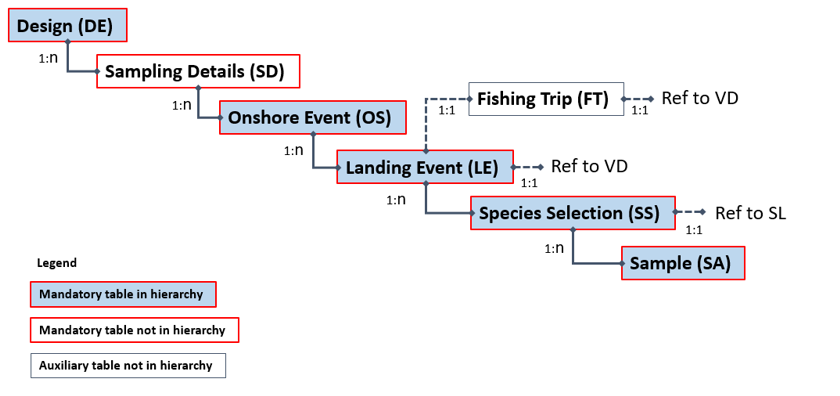 Design (DE)
1:n
Sampling Details (SD)
1:n
Onshore Event (OS)
1:n
Landing Event (LE)
1:1
Fishing Trip (FT)
1:1
Ref to VD
1:1
Ref to VD
1:n
Species Selection (SS)
1:1
Ref to SL
1:n
Sample (SA)
Legend
Mandatory table in hierarchy
Mandatory table not in hierarchy
Auxiliary table not in hierarchy